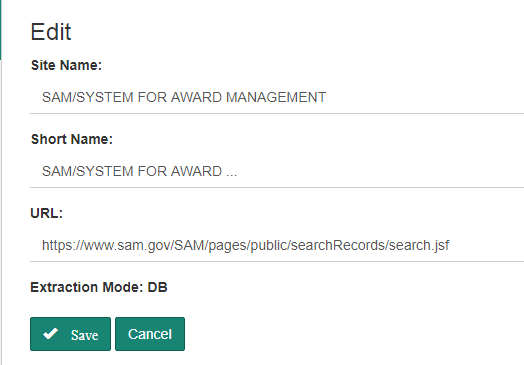 Edit
Site Name:
SAM/SYSTEM FOR AWARD MANAGEMENT
Short Name:
SAM/SYSTEM FOR AWARD ...
URL:
https://www.sam.gov/SAM/pages/public/searchRecords/search.jsf
Extraction Mode: DB
Save Cancel